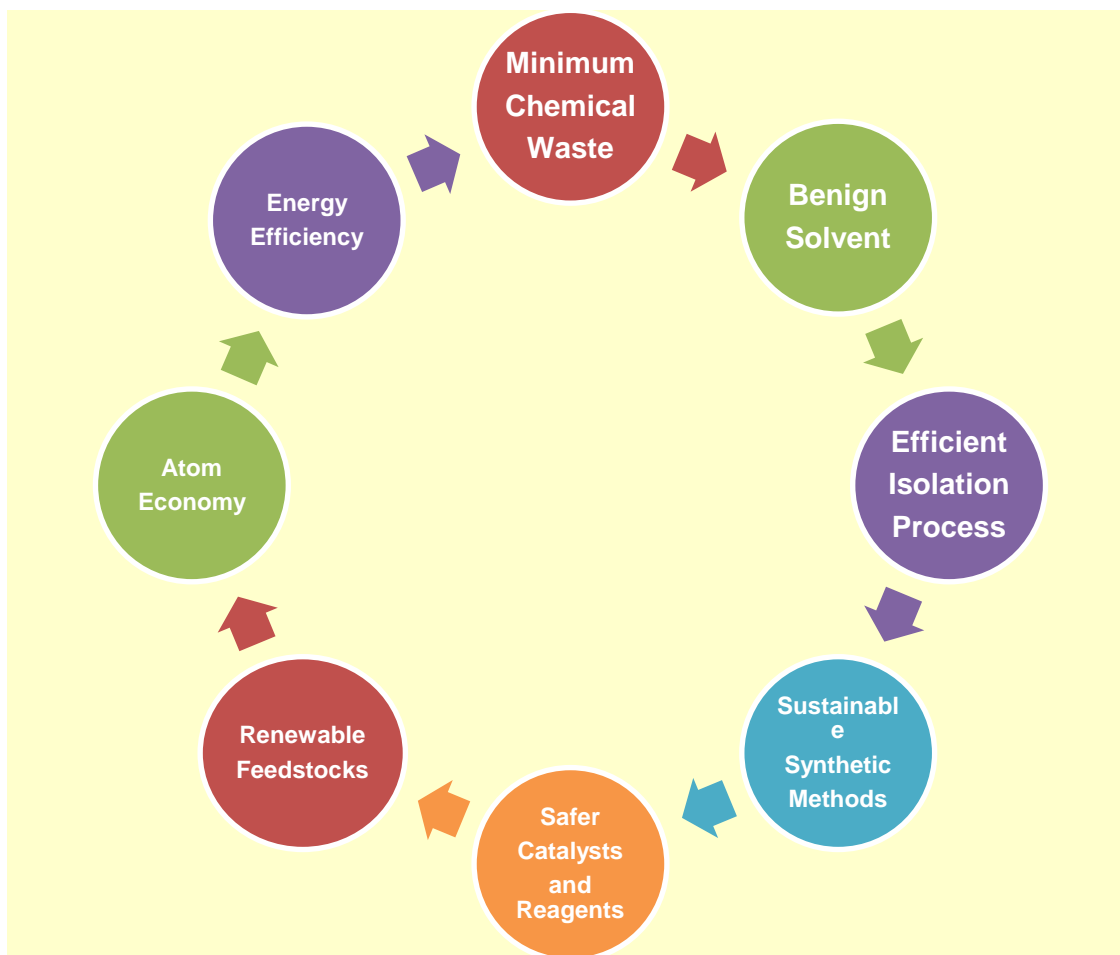 Minimum
Chemical
Waste
Benign
Solvent
Efficient
Isolation
Process
Sustainabl
e
Synthetic
Methods
Safer
Catalysts
and
Reagents
Renewable
Feedstocks
Atom
Economy
Energy
Efficiency